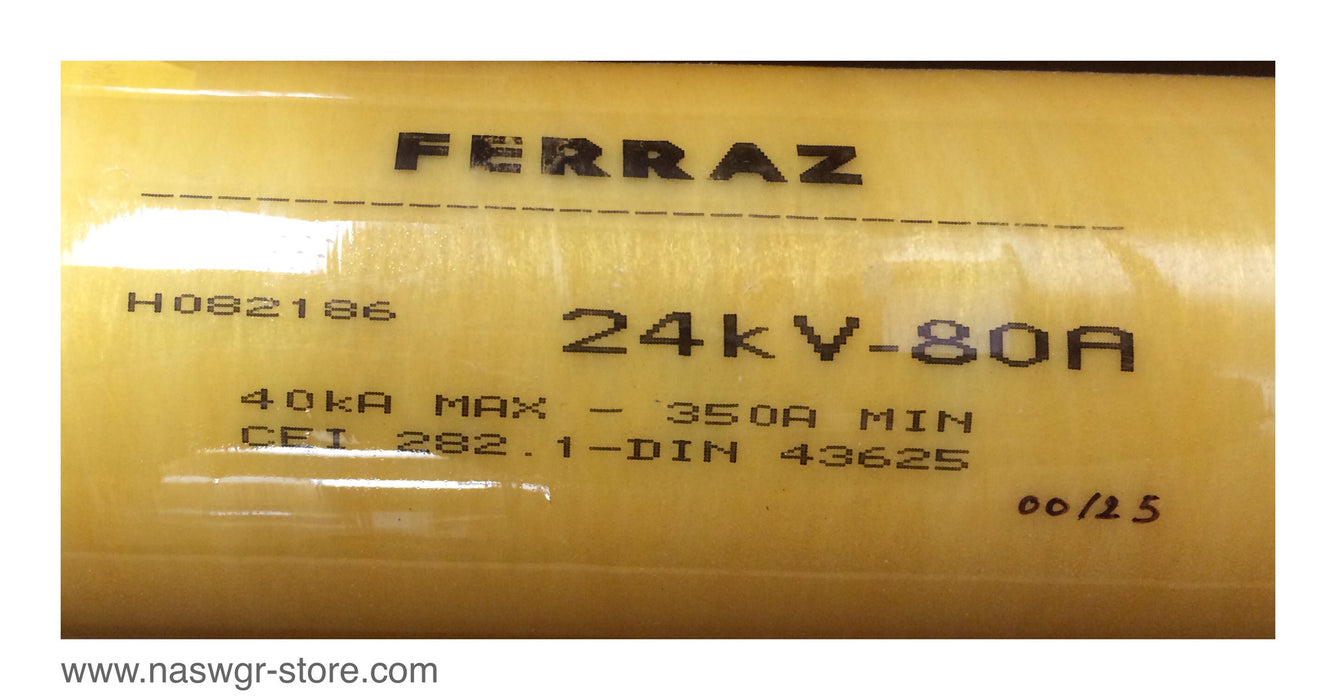 FERRAZ
H082186 24kV-80A
40kA MAX - 350A MIN
CEI 282.1-DIN 43625
00/25
www.naswgr-store.com